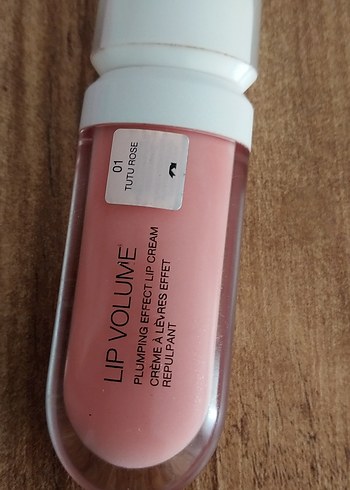 01
TUTU ROSE
LIP VOLUME
PLUMPING EFFECT LIP CREAM
CRÈME À LÈVRES EFFET
REPULPANT